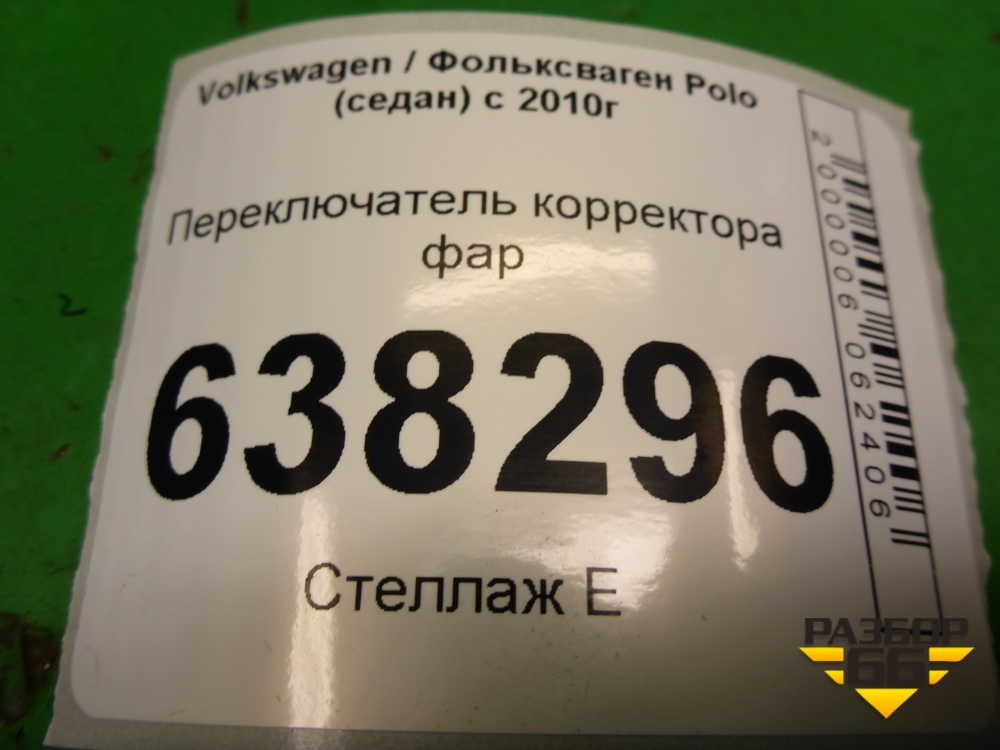 Volkswagen / Фольксваген Polo
(седан) с 2010г
Переключатель корректора
фар
638296
Стеллаж Е
2000006062406
РАЗБОР
66